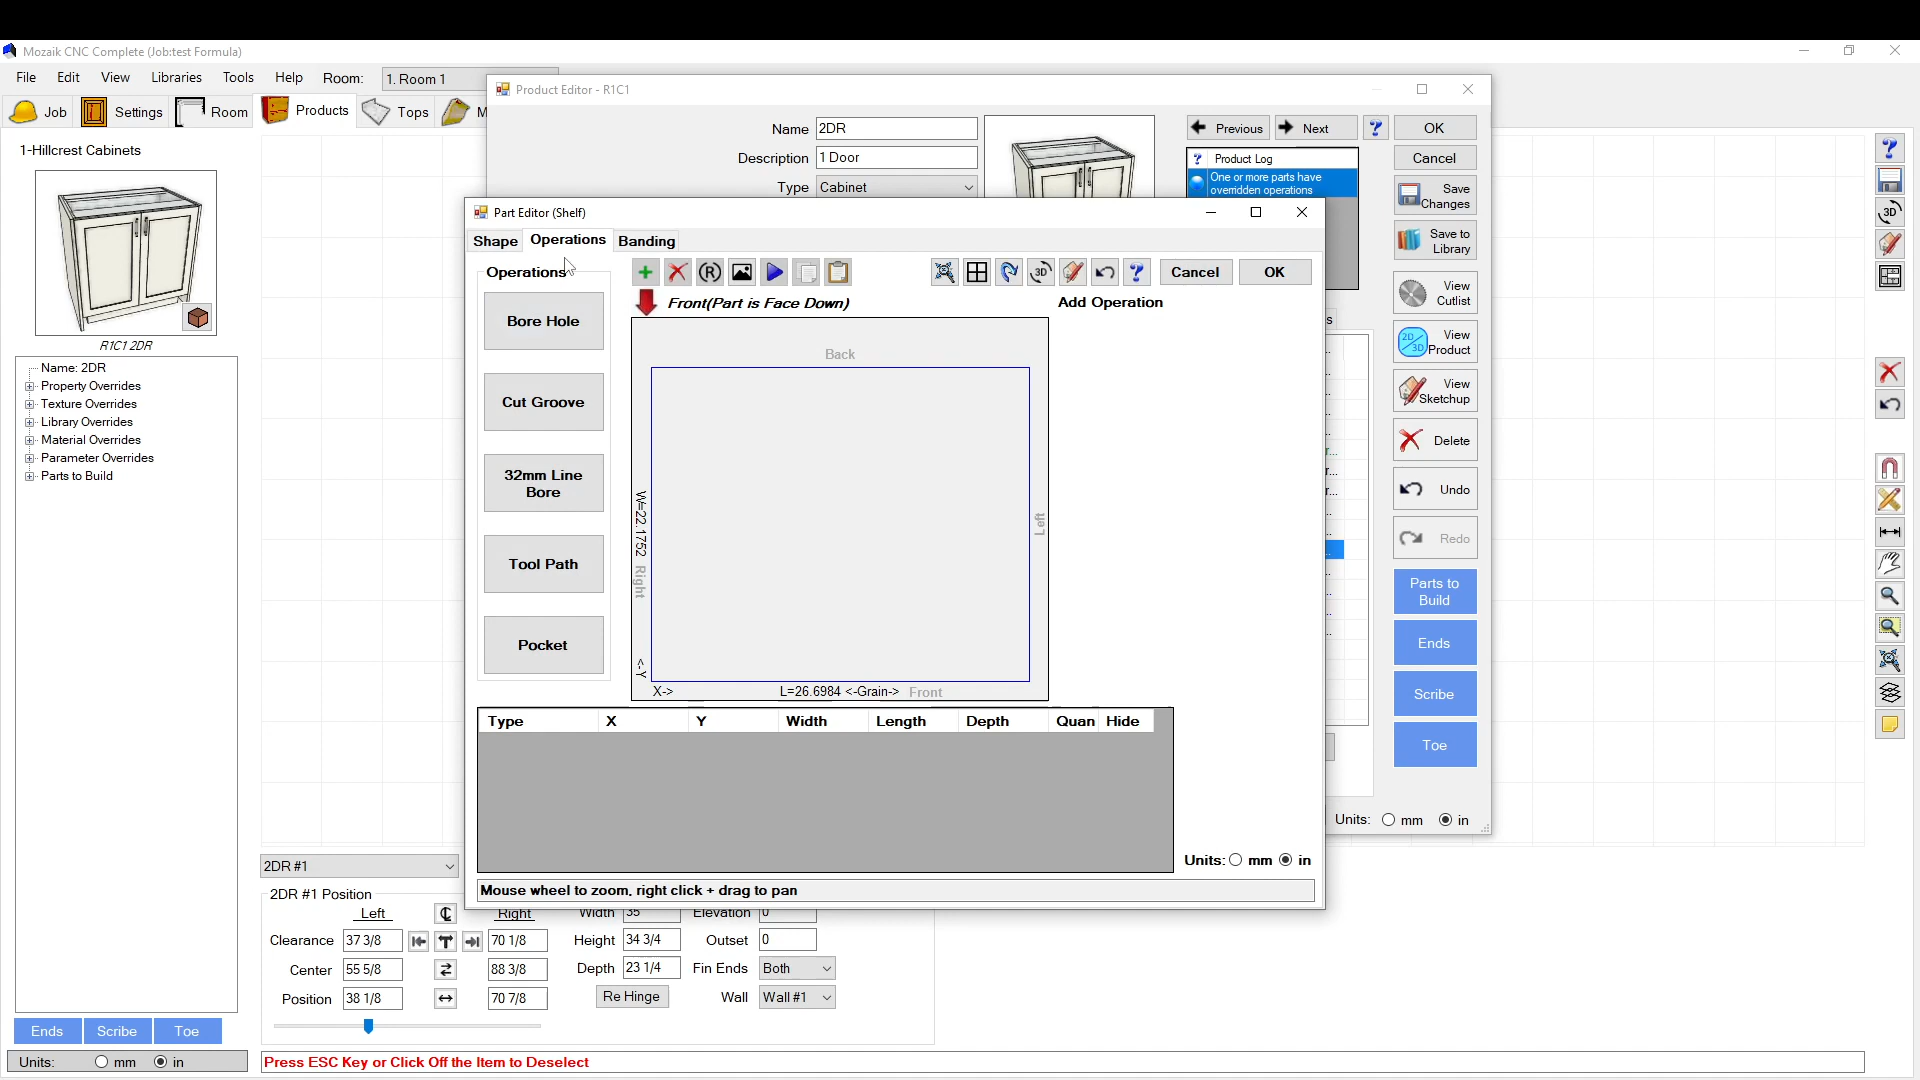 Mozaik CNC Complete (Job:test Formula)
File Edit View Libraries Tools Help Room: 1. Room 1
Job Settings Room Products Tops M
1-Hillcrest Cabinets
R1C1 2DR
Name: 2DR
Property Overrides
Texture Overrides
Library Overrides
Material Overrides
Parameter Overrides
Parts to Build
Ends Scribe Toe
Units: mm in
Product Editor - R1C1
Name 2DR
Description 1 Door
Type Cabinet
Previous Next ?
? Product Log
One or more parts have
overidden operations
OK
Cancel
Save
Changes
Save to
Library
View
Cutlist
2D/3D View
Product
View
Sketchup
Delete
Undo
Redo
Parts to
Build
Ends
Scribe
Toe
Units: mm in
Part Editor (Shelf)
Shape Operations Banding
Operations
Bore Hole
Cut Groove
32mm Line
Bore
Tool Path
Pocket
(R) 3D ? Cancel OK
Front(Part is Face Down)
Add Operation
Back
W=22.1752 Right
Left
<-Y
X-> L=26.6984 <-Grain-> Front
Type X Y Width Length Depth Quan Hide
Units: mm in
Mouse wheel to zoom, right click + drag to pan
2DR #1
2DR #1 Position
Left Right
Clearance 37 3/8 70 1/8
Center 55 5/8 88 3/8
Position 38 1/8 70 7/8
Width 35 Elevation 0
Height 34 3/4 Outset 0
Depth 23 1/4 Fin Ends Both
Re Hinge Wall Wall #1
Press ESC Key or Click Off the Item to Deselect
? 
3D